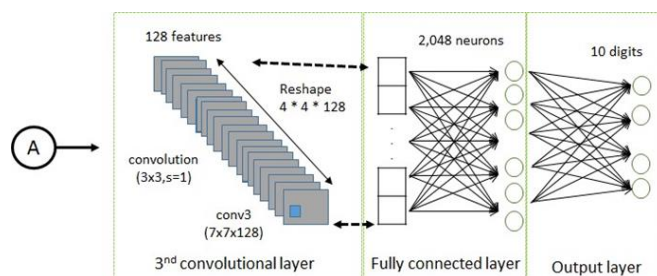 128 features
Reshape
4 * 4 * 128
A
convolution
(3x3,s=1)
conv3
(7x7x128)
3nd convolutional layer
2,048 neurons
Fully connected layer
10 digits
Output layer